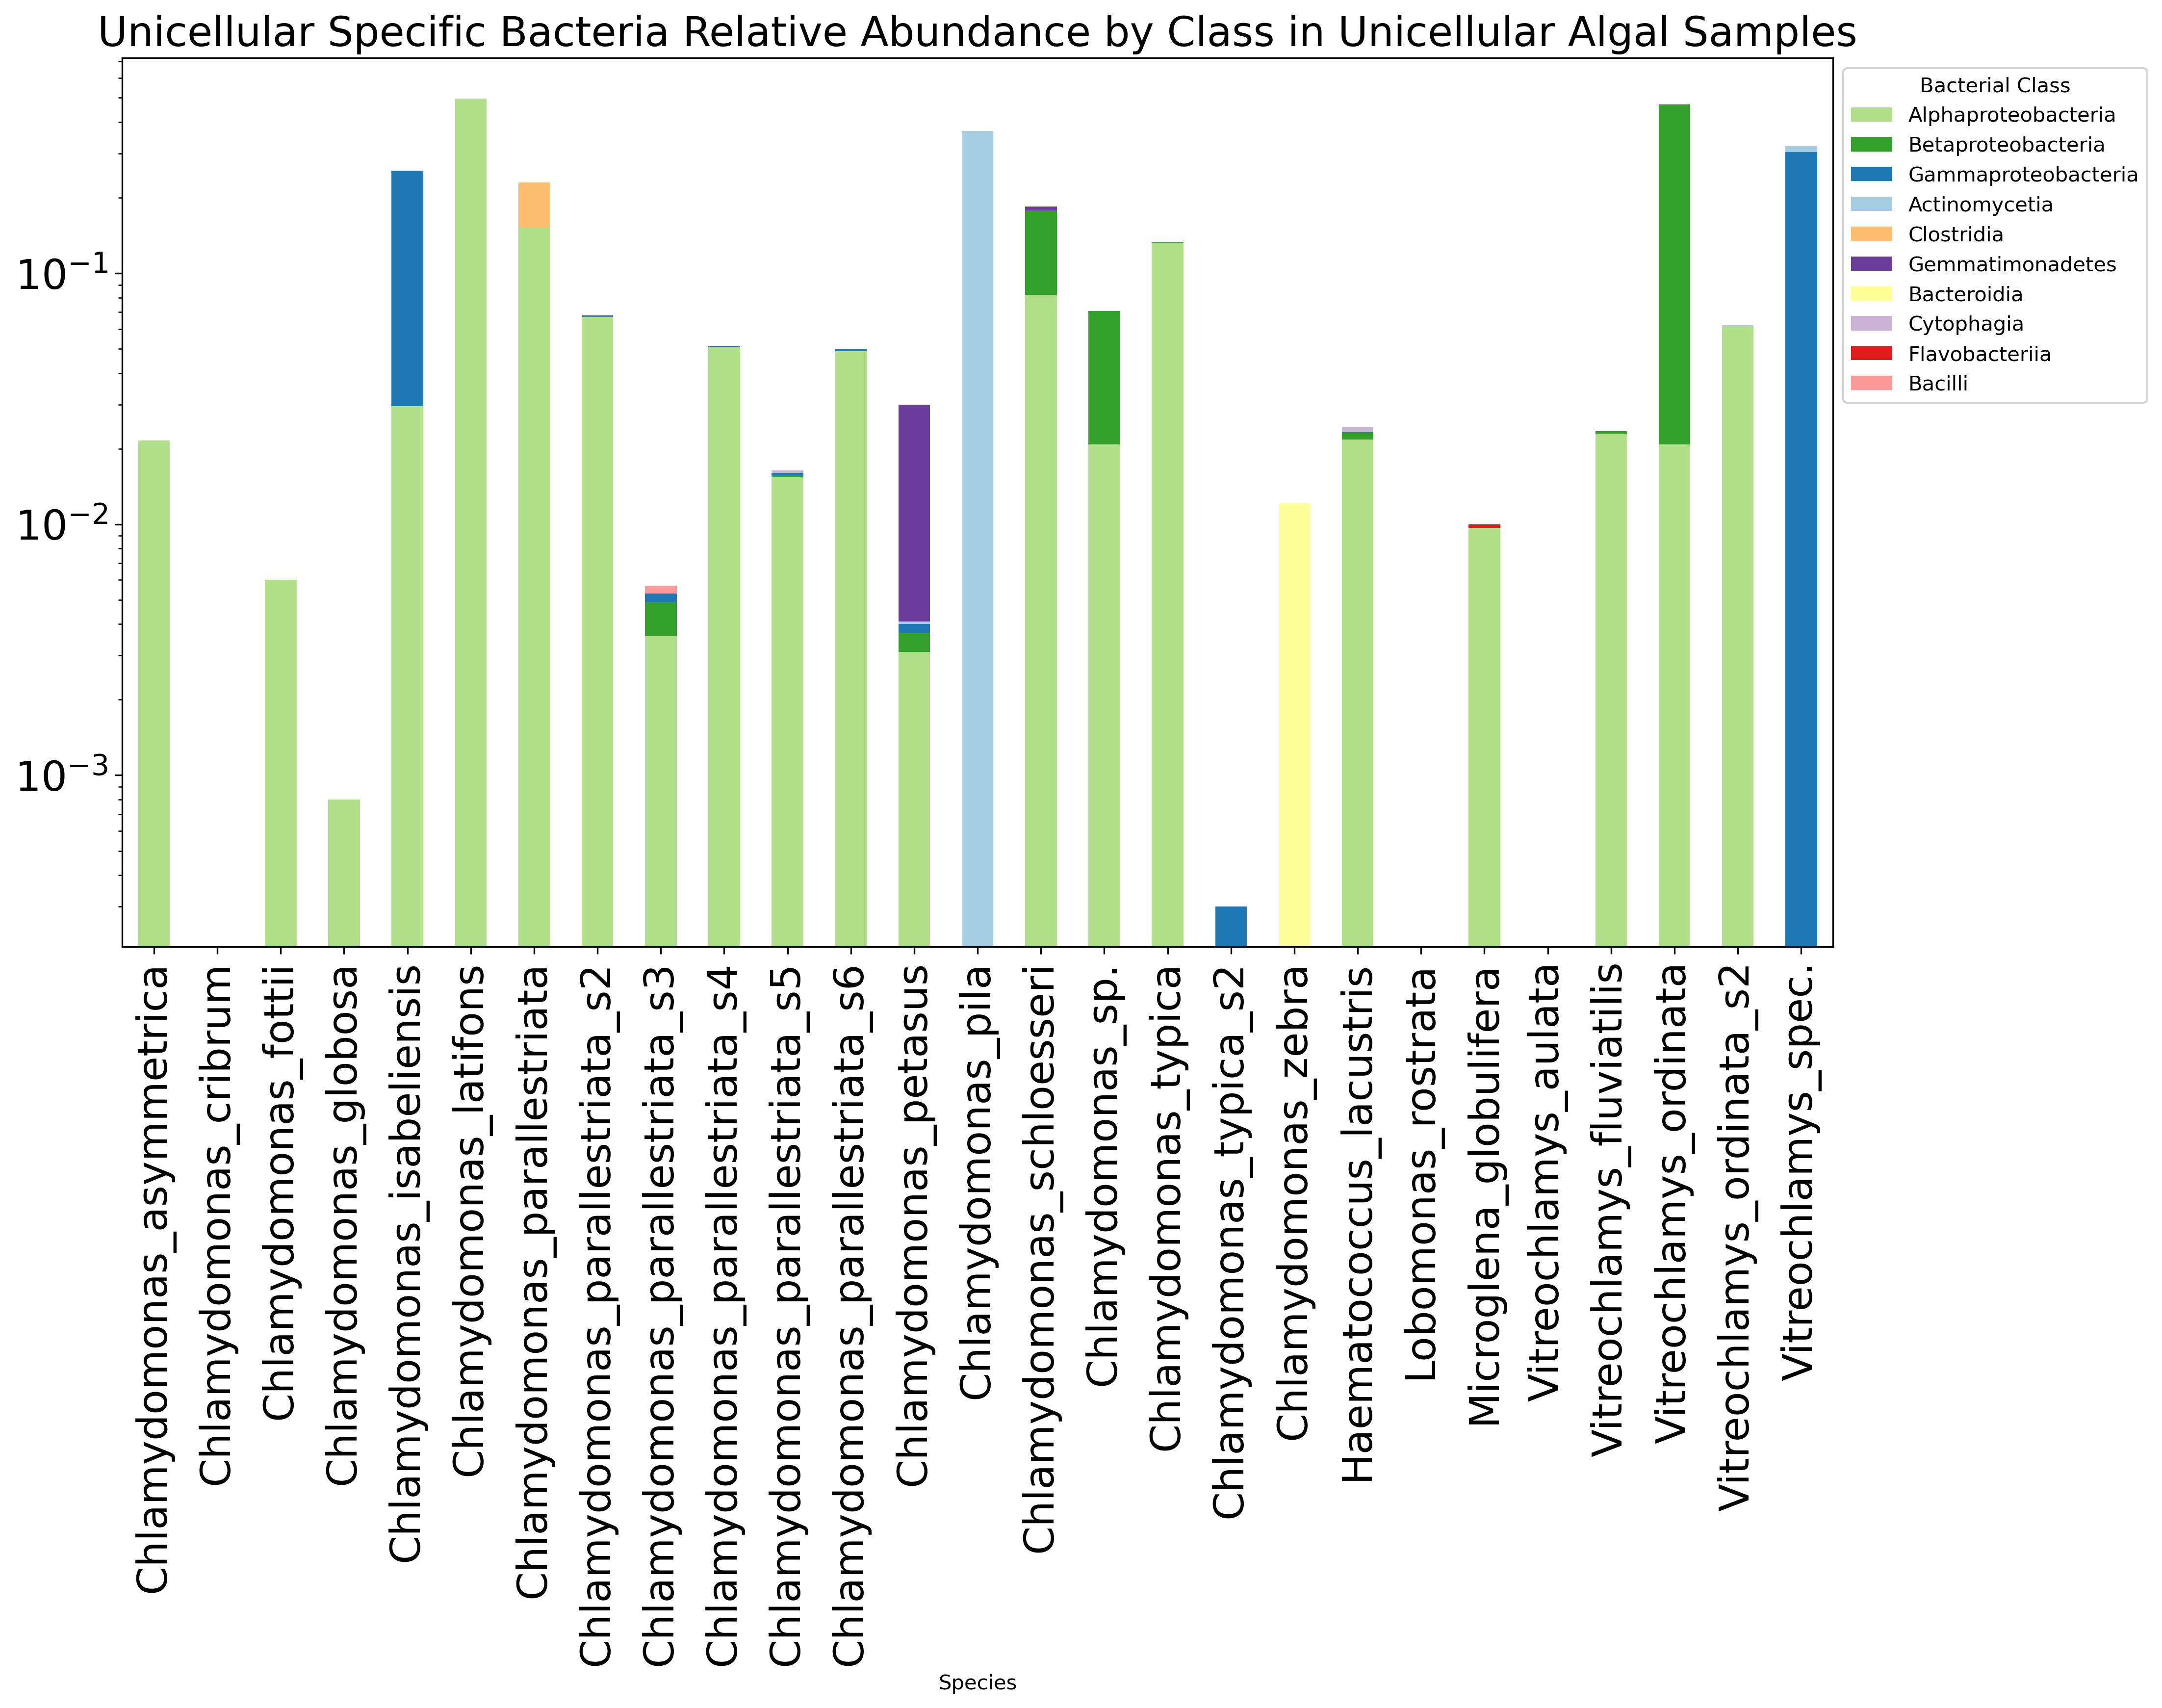 Unicellular Specific Bacteria Relative Abundance by Class in Unicellular Algal Samples
Bacterial Class
Alphaproteobacteria
Betaproteobacteria
Gammaproteobacteria
Actinomycetia
Clostridia
Gemmatimonadetes
Bacteroidia
Cytophagia
Flavobacteriia
Bacilli
10⁻¹
10⁻²
10⁻³
Chlamydomonas_asymmetrica
Chlamydomonas_cribrum
Chlamydomonas_fottii
Chlamydomonas_globosa
Chlamydomonas_isabeliensis
Chlamydomonas_latifons
Chlamydomonas_parallestriata
Chlamydomonas_parallestriata_s2
Chlamydomonas_parallestriata_s3
Chlamydomonas_parallestriata_s4
Chlamydomonas_parallestriata_s5
Chlamydomonas_parallestriata_s6
Chlamydomonas_petasus
Chlamydomonas_pila
Chlamydomonas_schloesseri
Chlamydomonas_sp.
Chlamydomonas_typica
Chlamydomonas_typica_s2
Chlamydomonas_zebra
Haematococcus_lacustris
Lobomonas_rostrata
Microglena_globulifera
Vitreochlamys_aulata
Vitreochlamys_fluviatilis
Vitreochlamys_ordinata
Vitreochlamys_ordinata_s2
Vitreochlamys_spec.
Species